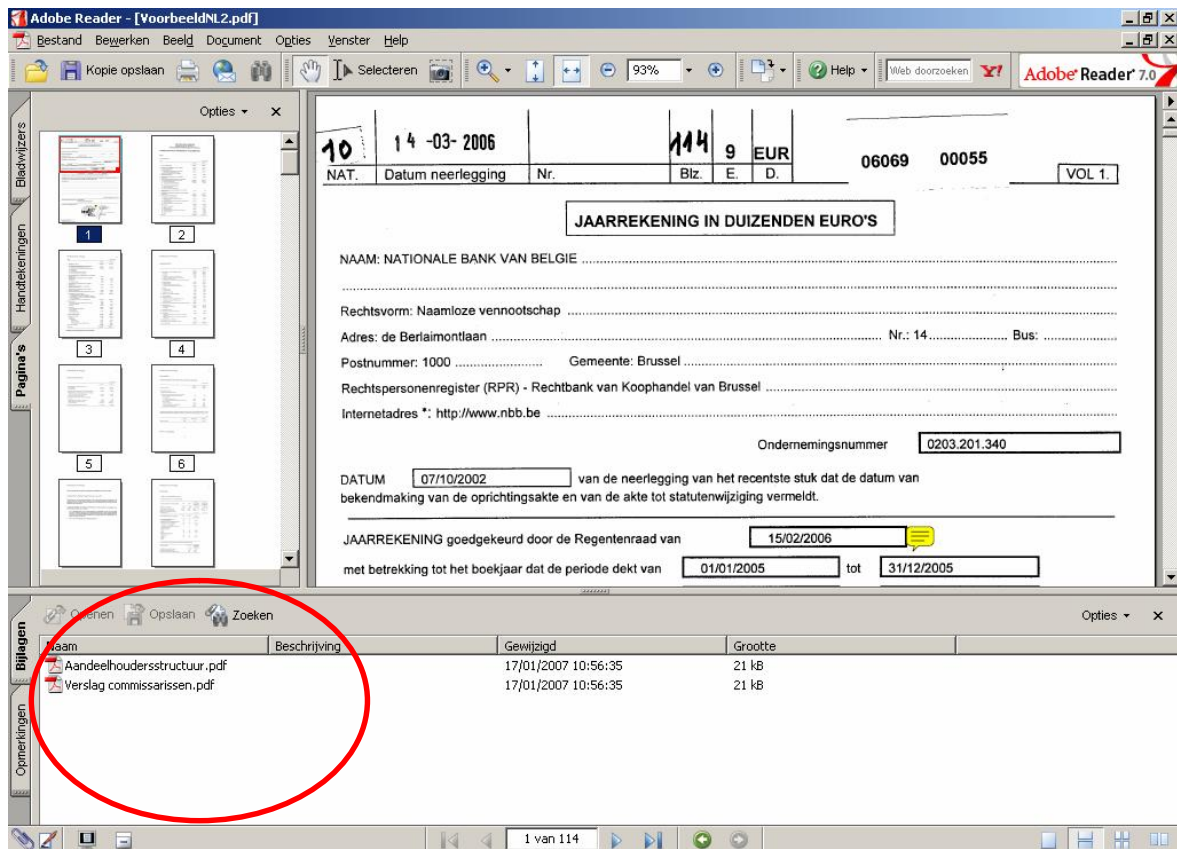 Adobe Reader - [VoorbeeldNL2.pdf]
Bestand Bewerken Beeld Document Opties Venster Help
Kopie opslaan Selecteren 93% Help Web doorzoeken Y! Adobe Reader 7.0
Bladwijzers
Handtekeningen
Pagina's
Opties
1
2
3
4
5
6
10 14 -03- 2006 114 9 EUR 06069 00055
NAT. Datum neerlegging Nr. Blz. E. D. VOL 1.
JAARREKENING IN DUIZENDEN EURO'S
NAAM: NATIONALE BANK VAN BELGIE
Rechtsvorm: Naamloze vennootschap
Adres: de Berlaimontlaan Nr.: 14 Bus:
Postnummer: 1000 Gemeente: Brussel
Rechtspersonenregister (RPR) - Rechtbank van Koophandel van Brussel
Internetadres *: http://www.nbb.be
Ondernemingsnummer 0203.201.340
DATUM 07/10/2002 van de neerlegging van het recentste stuk dat de datum van
bekendmaking van de oprichtingsakte en van de akte tot statutenwijziging vermeldt.
JAARREKENING goedgekeurd door de Regentenraad van 15/02/2006
met betrekking tot het boekjaar dat de periode dekt van 01/01/2005 tot 31/12/2005
Bijlagen
Opmerkingen
Openen Opslaan Zoeken Opties
Naam Beschrijving Gewijzigd Grootte
Aandeelhoudersstructuur.pdf 17/01/2007 10:56:35 21 kB
Verslag commissarissen.pdf 17/01/2007 10:56:35 21 kB
1 van 114